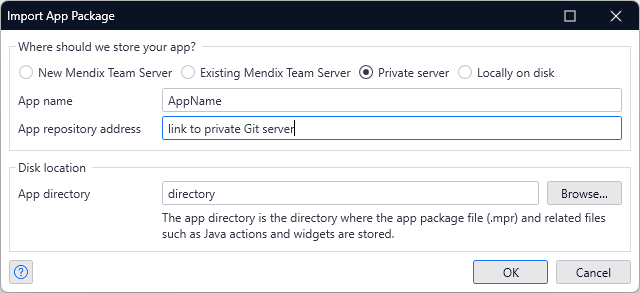 Import App Package
Where should we store your app?
New Mendix Team Server Existing Mendix Team Server Private server Locally on disk
App name AppName
App repository address link to private Git server
Disk location
App directory directory Browse...
The app directory is the directory where the app package file (.mpr) and related files
such as Java actions and widgets are stored.
? OK Cancel